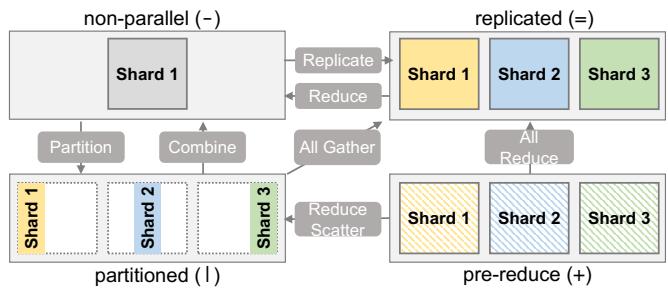 non-parallel (-)
replicated (=)
Shard 1
Replicate
Reduce
Shard 1
Shard 2
Shard 3
Partition
Combine
All Gather
All
Reduce
Shard 1
Shard 2
Shard 3
Reduce
Scatter
Shard 1
Shard 2
Shard 3
partitioned (|)
pre-reduce (+)